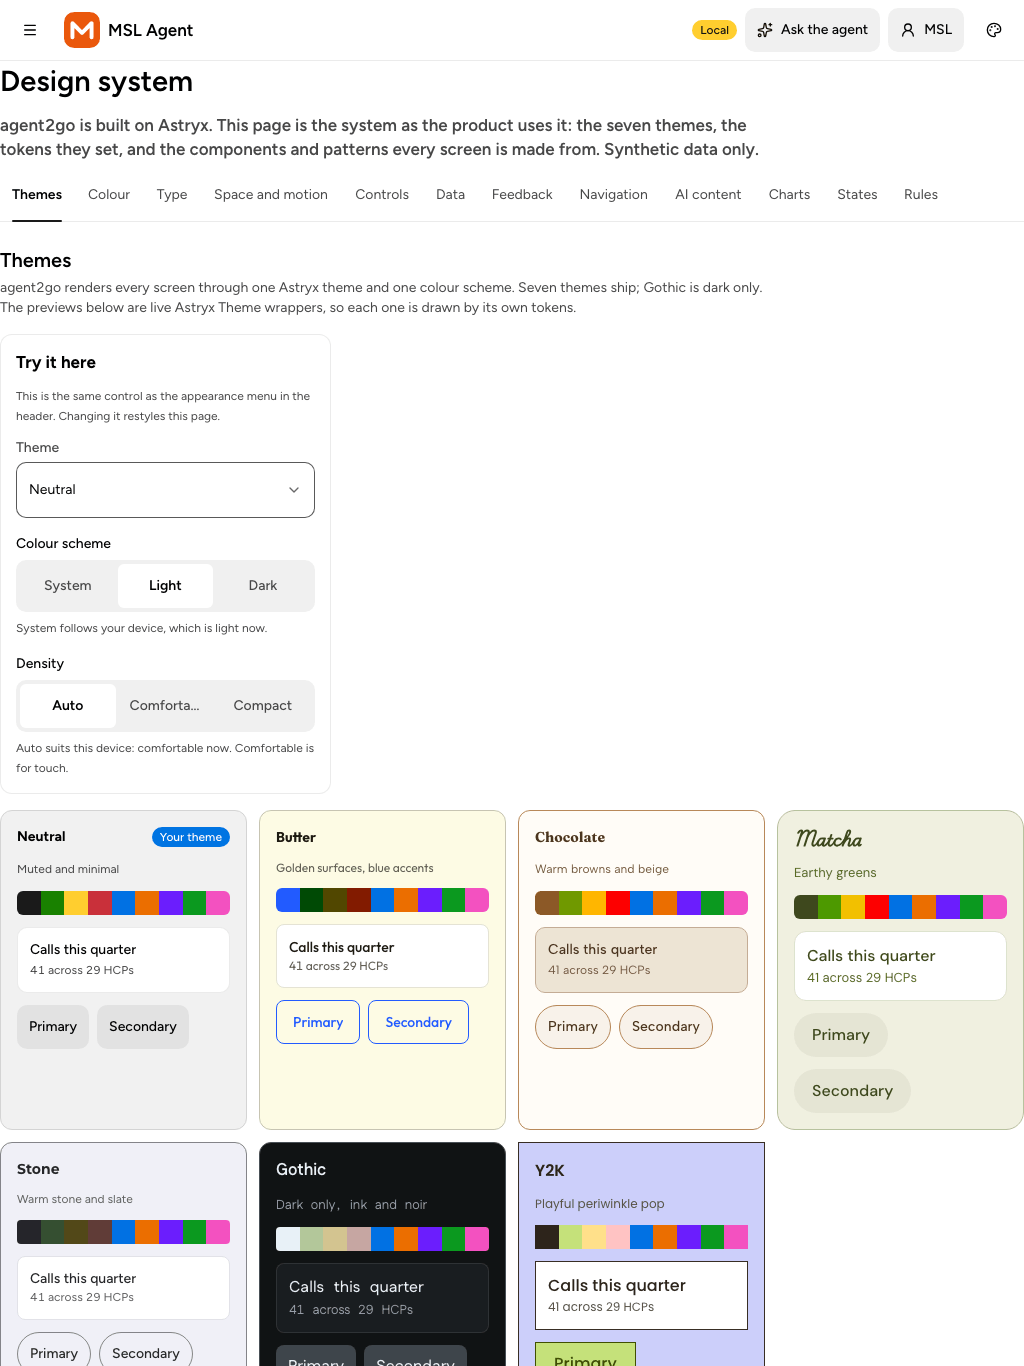 MSL Agent
Local
Ask the agent
MSL
Design system
agent2go is built on Astryx. This page is the system as the product uses it: the seven themes, the
tokens they set, and the components and patterns every screen is made from. Synthetic data only.
Themes
Colour
Type
Space and motion
Controls
Data
Feedback
Navigation
AI content
Charts
States
Rules
Themes
agent2go renders every screen through one Astryx theme and one colour scheme. Seven themes ship; Gothic is dark only.
The previews below are live Astryx Theme wrappers, so each one is drawn by its own tokens.
Try it here
This is the same control as the appearance menu in the
header. Changing it restyles this page.
Theme
Neutral
Colour scheme
System
Light
Dark
System follows your device, which is light now.
Density
Auto
Comforta...
Compact
Auto suits this device: comfortable now. Comfortable is
for touch.
Neutral
Your theme
Muted and minimal
Calls this quarter
41 across 29 HCPs
Primary
Secondary
Butter
Golden surfaces, blue accents
Calls this quarter
41 across 29 HCPs
Primary
Secondary
Chocolate
Warm browns and beige
Calls this quarter
41 across 29 HCPs
Primary
Secondary
Matcha
Earthy greens
Calls this quarter
41 across 29 HCPs
Primary
Secondary
Stone
Warm stone and slate
Calls this quarter
41 across 29 HCPs
Primary
Secondary
Gothic
Dark only, ink and noir
Calls this quarter
41 across 29 HCPs
Primary
Secondary
Y2K
Playful periwinkle pop
Calls this quarter
41 across 29 HCPs
Primary